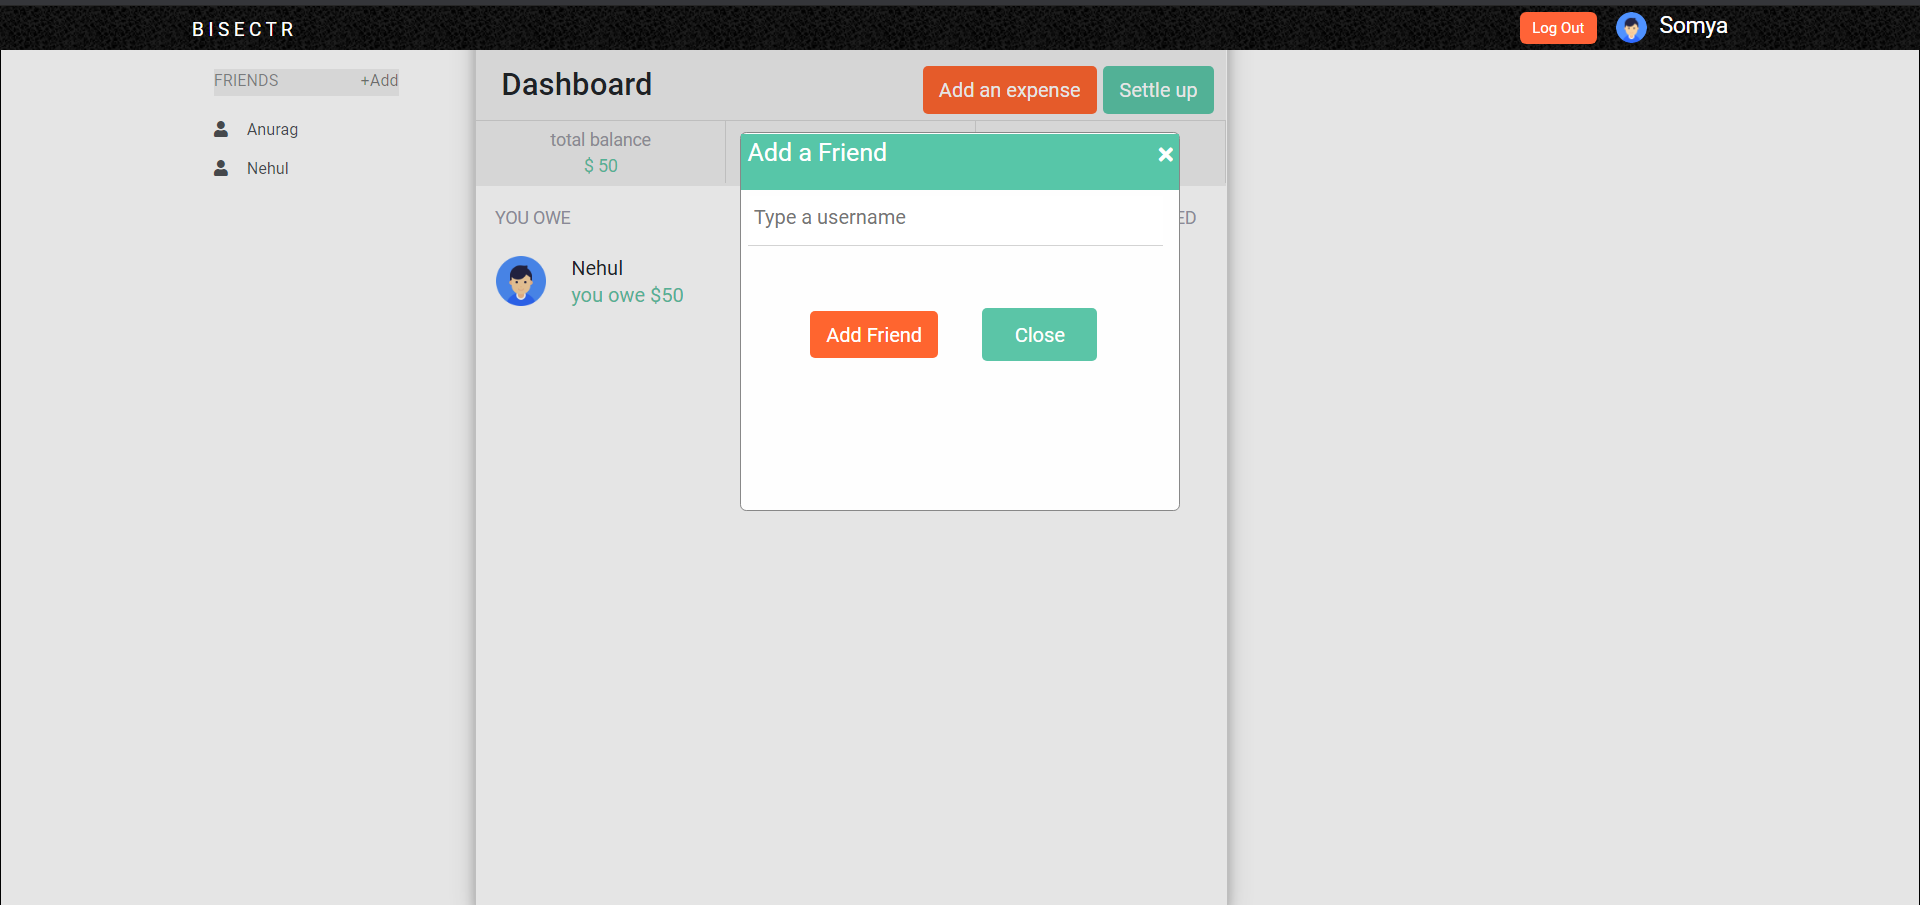 BISECTR
Log Out
Somya
FRIENDS +Add
Anurag
Nehul
Dashboard
Add an expense
Settle up
total balance
$ 50
YOU OWE
Nehul
you owe $50
Add a Friend
Type a username
Add Friend
Close